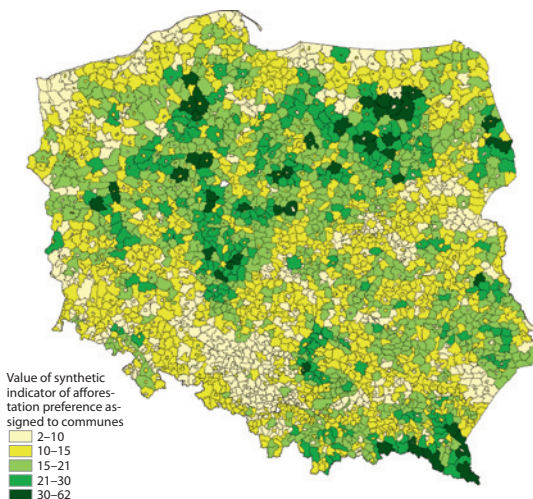 Value of synthetic
indicator of affores-
tation preference as-
signed to communes
2–10
10–15
15–21
21–30
30–62